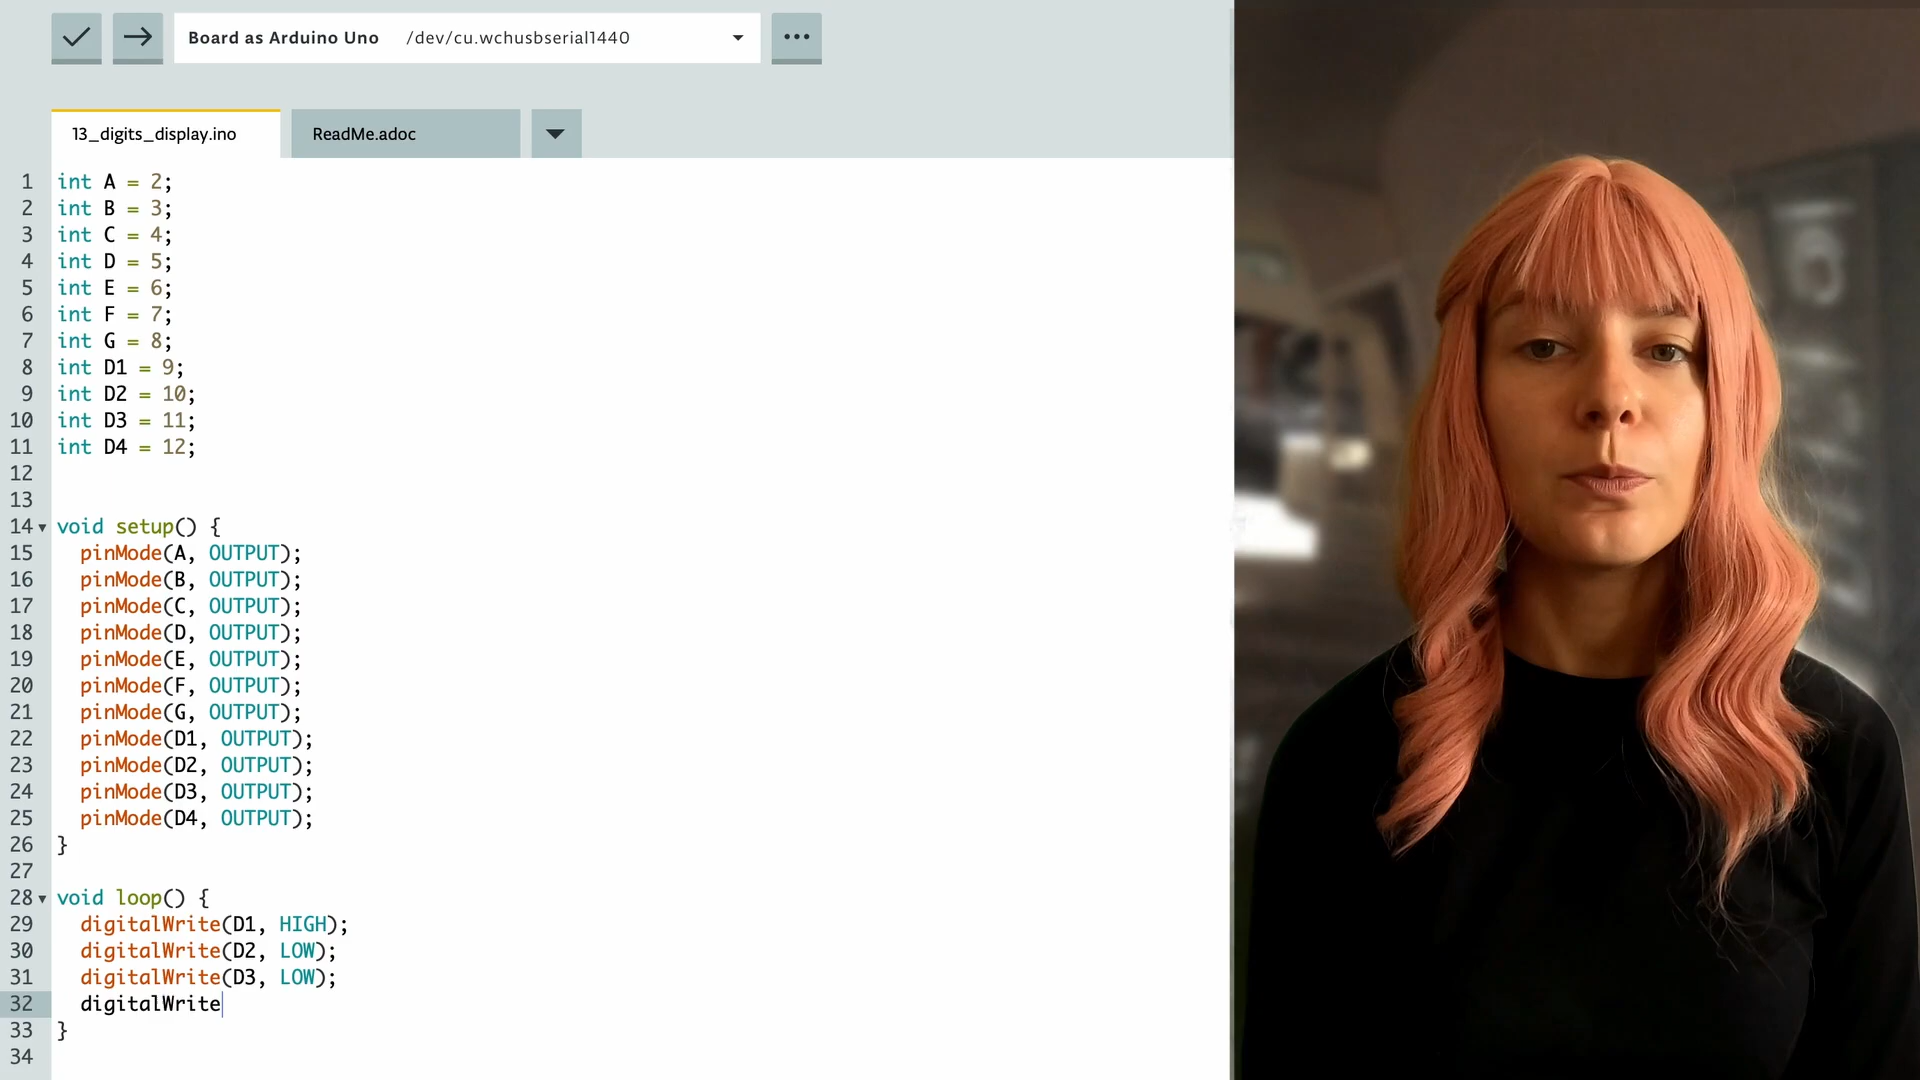 Board as Arduino Uno /dev/cu.wchusbserial1440
13_digits_display.ino ReadMe.adoc
1 int A = 2;
2 int B = 3;
3 int C = 4;
4 int D = 5;
5 int E = 6;
6 int F = 7;
7 int G = 8;
8 int D1 = 9;
9 int D2 = 10;
10 int D3 = 11;
11 int D4 = 12;
12
13
14 void setup() {
15 pinMode(A, OUTPUT);
16 pinMode(B, OUTPUT);
17 pinMode(C, OUTPUT);
18 pinMode(D, OUTPUT);
19 pinMode(E, OUTPUT);
20 pinMode(F, OUTPUT);
21 pinMode(G, OUTPUT);
22 pinMode(D1, OUTPUT);
23 pinMode(D2, OUTPUT);
24 pinMode(D3, OUTPUT);
25 pinMode(D4, OUTPUT);
26 }
27
28 void loop() {
29 digitalWrite(D1, HIGH);
30 digitalWrite(D2, LOW);
31 digitalWrite(D3, LOW);
32 digitalWrite
33 }
34